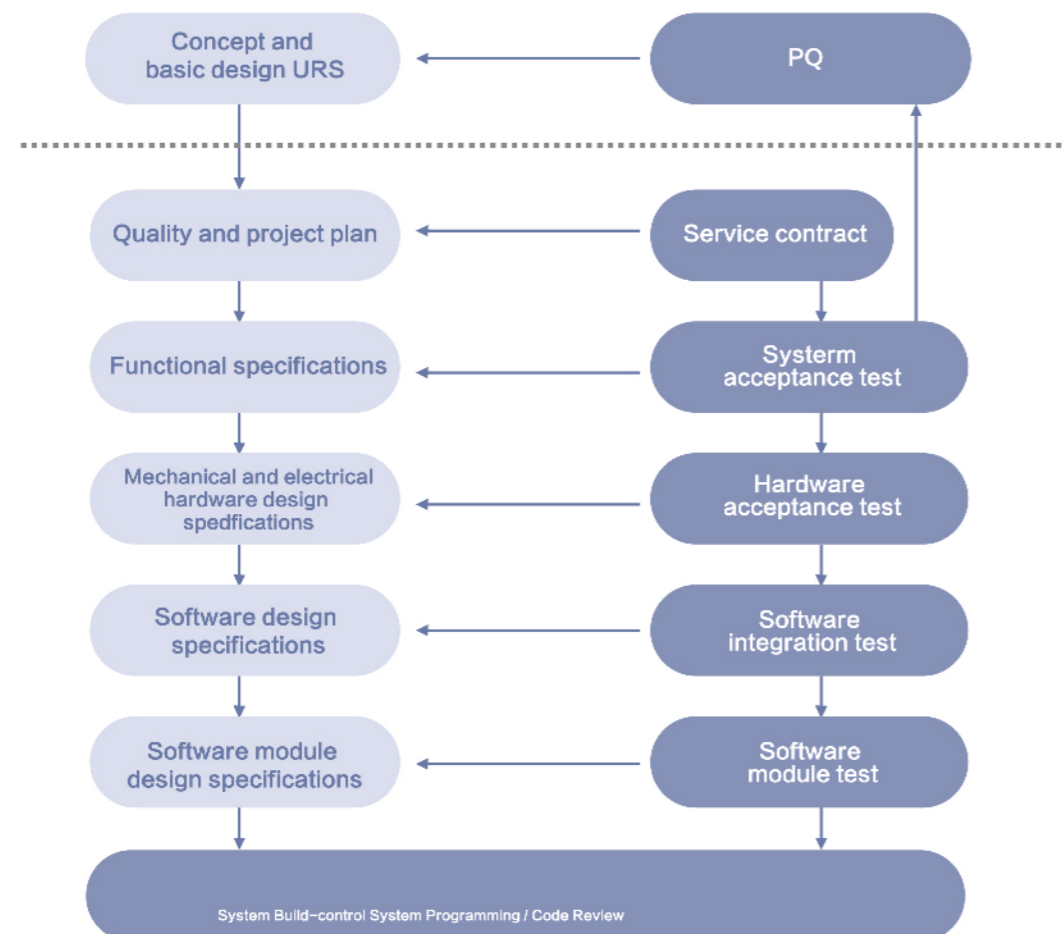 Concept and
basic design URS
PQ
Quality and project plan
Service contract
Functional specifications
Systerm
acceptance test
Mechanical and electrical
hardware design
spedfications
Hardware
acceptance test
Software design
specifications
Software
integration test
Software module
design specifications
Software
module test
System Build-control System Programming / Code Review